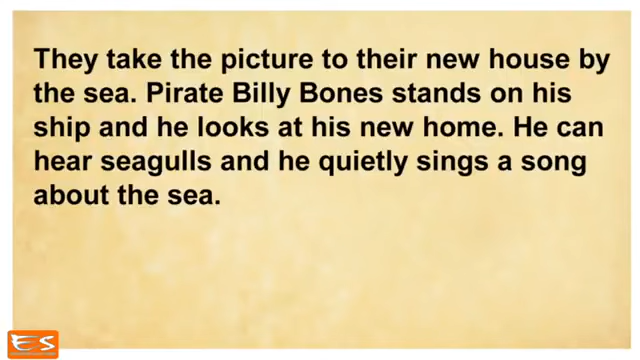 They take the picture to their new house by
the sea. Pirate Billy Bones stands on his
ship and he looks at his new home. He can
hear seagulls and he quietly sings a song
about the sea.
ES